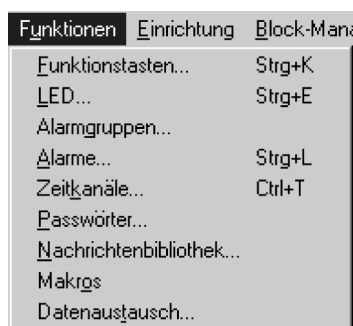 Funktionen Einrichtung Block-Mana
Funktionstasten... Strg+K
LED... Strg+E
Alarmgruppen...
Alarme... Strg+L
Zeitkanäle... Ctrl+T
Passwörter...
Nachrichtenbibliothek...
Makros
Datenaustausch...